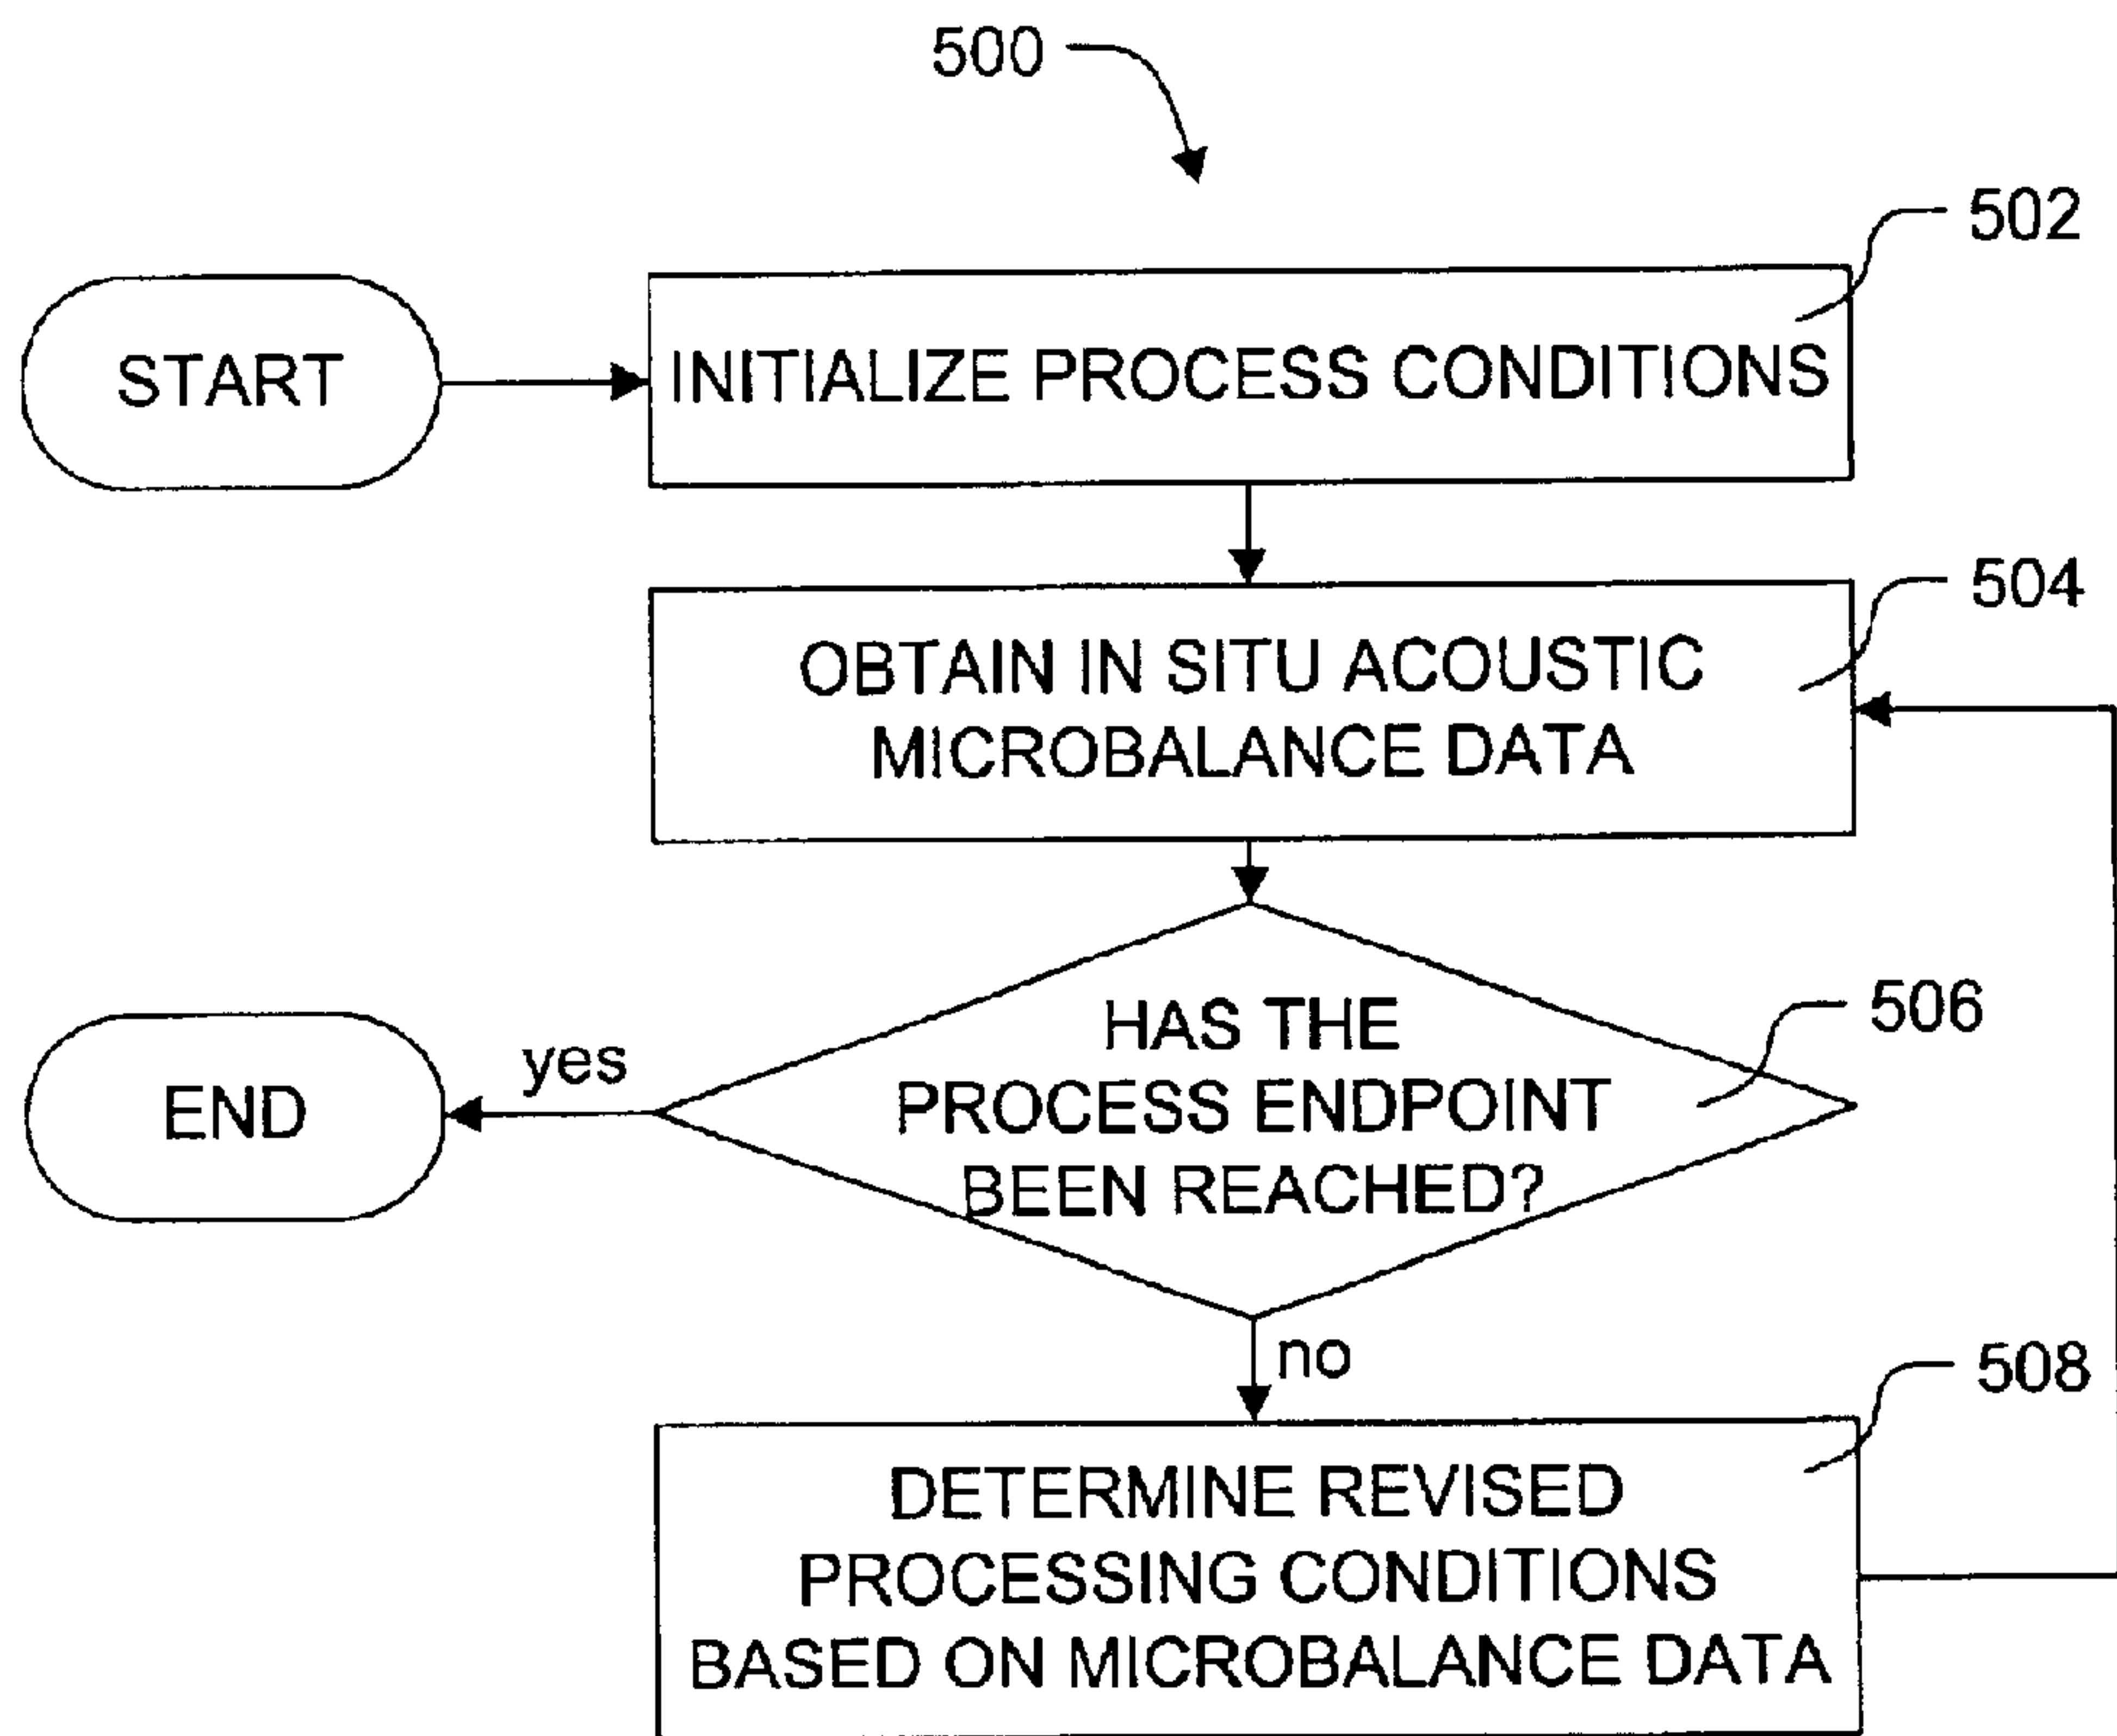 500
502
START
INITIALIZE PROCESS CONDITIONS
504
OBTAIN IN SITU ACOUSTIC
MICROBALANCE DATA
506
HAS THE
PROCESS ENDPOINT
BEEN REACHED?
yes
END
no
508
DETERMINE REVISED
PROCESSING CONDITIONS
BASED ON MICROBALANCE DATA